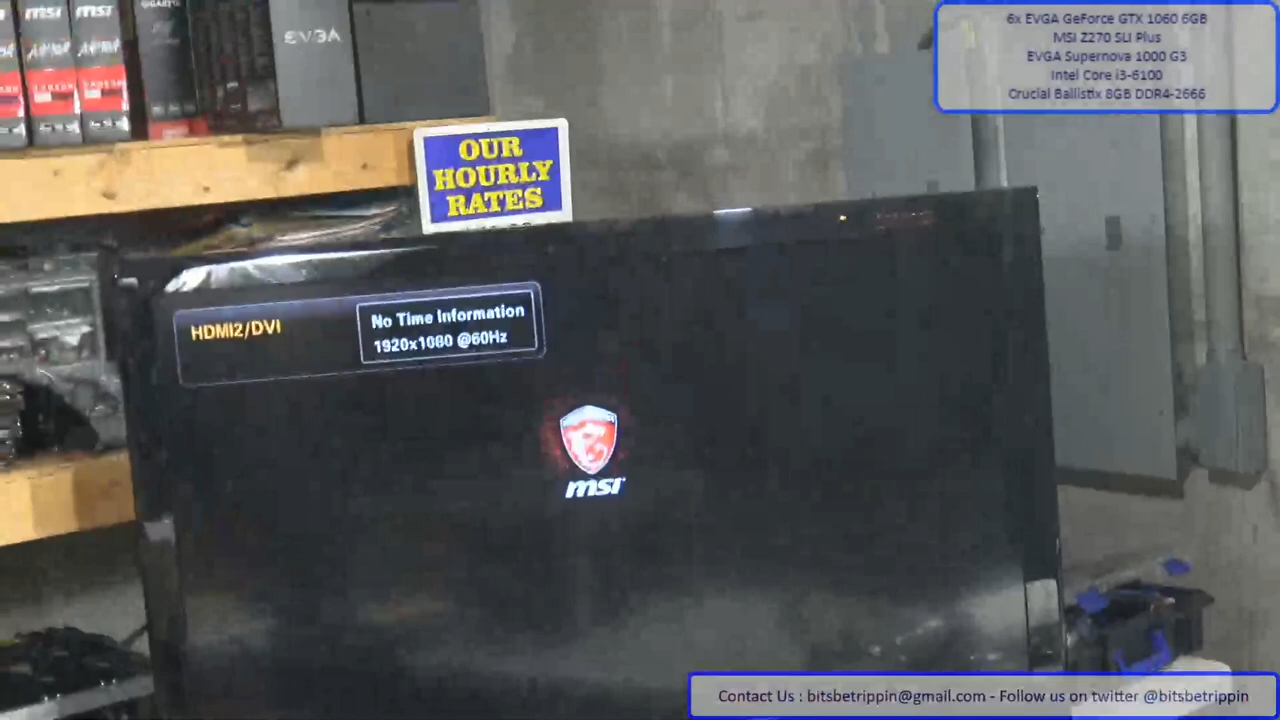 msi
msi
GIGABYTE
EVGA
6x EVGA GeForce GTX 1060 6GB
MSI Z270 SLI Plus
EVGA Supernova 1000 G3
Intel Core i3-6100
Crucial Ballistix 8GB DDR4-2666
OUR
HOURLY
RATES
HDMI2/DVI
No Time Information
1920x1080 @60Hz
msi
Contact Us : bitsbetrippin@gmail.com - Follow us on twitter @bitsbetrippin